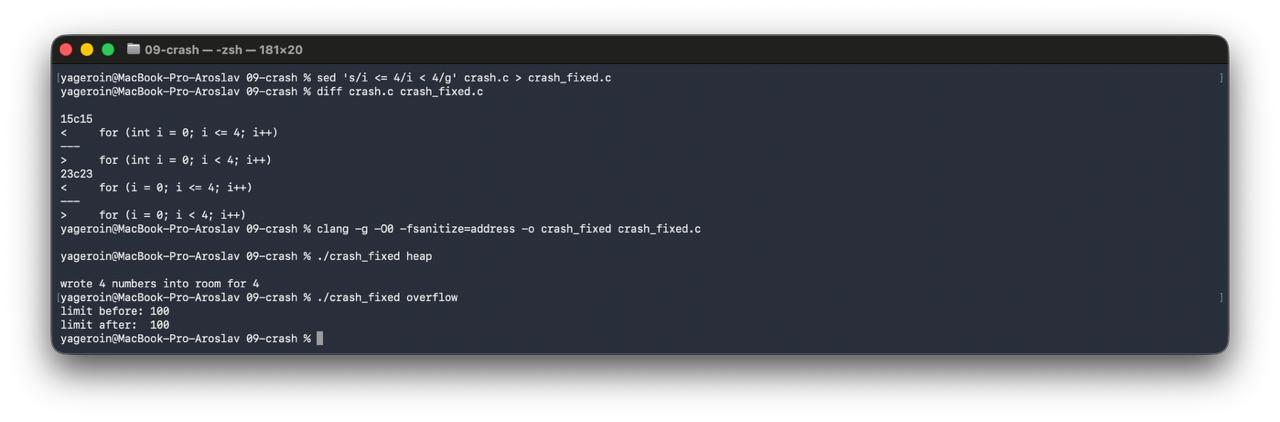 09-crash — -zsh — 181×20
[yageroin@MacBook-Pro-Aroslav 09-crash % sed 's/i <= 4/i < 4/g' crash.c > crash_fixed.c ]
yageroin@MacBook-Pro-Aroslav 09-crash % diff crash.c crash_fixed.c
15c15
<     for (int i = 0; i <= 4; i++)
---
>     for (int i = 0; i < 4; i++)
23c23
<     for (i = 0; i <= 4; i++)
---
>     for (i = 0; i < 4; i++)
yageroin@MacBook-Pro-Aroslav 09-crash % clang -g -O0 -fsanitize=address -o crash_fixed crash_fixed.c
yageroin@MacBook-Pro-Aroslav 09-crash % ./crash_fixed heap
wrote 4 numbers into room for 4
[yageroin@MacBook-Pro-Aroslav 09-crash % ./crash_fixed overflow ]
limit before: 100
limit after:  100
yageroin@MacBook-Pro-Aroslav 09-crash %